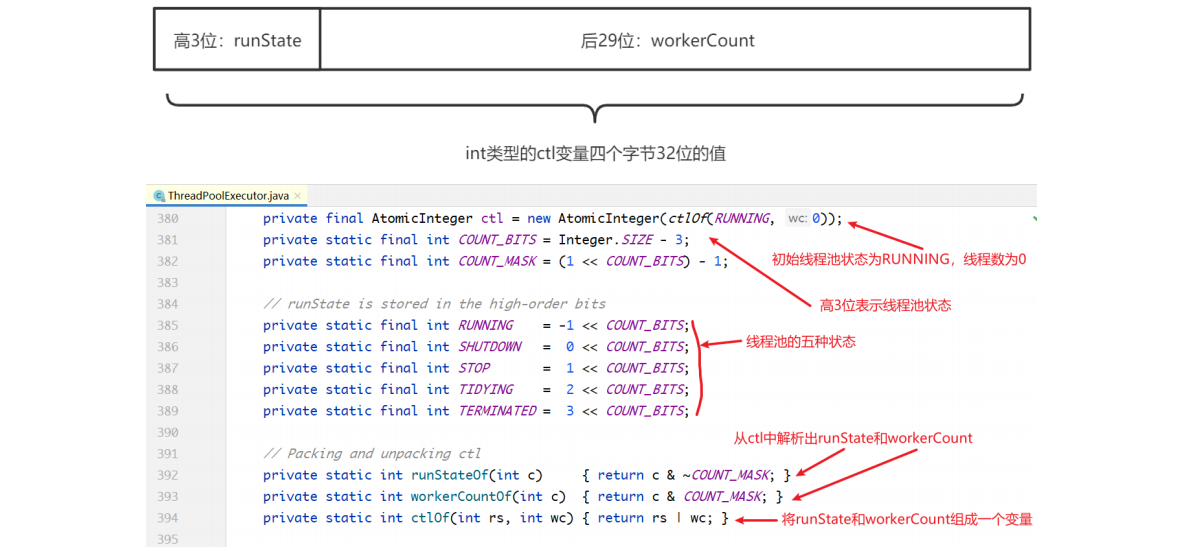 高3位：runState
后29位：workerCount
int类型的ctl变量四个字节32位的值
ThreadPoolExecutor.java
380 private final AtomicInteger ctl = new AtomicInteger(ctlOf(RUNNING, wc: 0));
381 private static final int COUNT_BITS = Integer.SIZE - 3;
382 private static final int COUNT_MASK = (1 << COUNT_BITS) - 1;
初始线程池状态为RUNNING，线程数为0
383
高3位表示线程池状态
384 // runState is stored in the high-order bits
385 private static final int RUNNING = -1 << COUNT_BITS;
386 private static final int SHUTDOWN = 0 << COUNT_BITS;
线程池的五种状态
387 private static final int STOP = 1 << COUNT_BITS;
388 private static final int TIDYING = 2 << COUNT_BITS;
389 private static final int TERMINATED = 3 << COUNT_BITS;
390
从ctl中解析出runState和workerCount
391 // Packing and unpacking ctl
392 private static int runStateOf(int c) { return c & ~COUNT_MASK; }
393 private static int workerCountOf(int c) { return c & COUNT_MASK; }
394 private static int ctlOf(int rs, int wc) { return rs | wc; }
将runState和workerCount组成一个变量
395